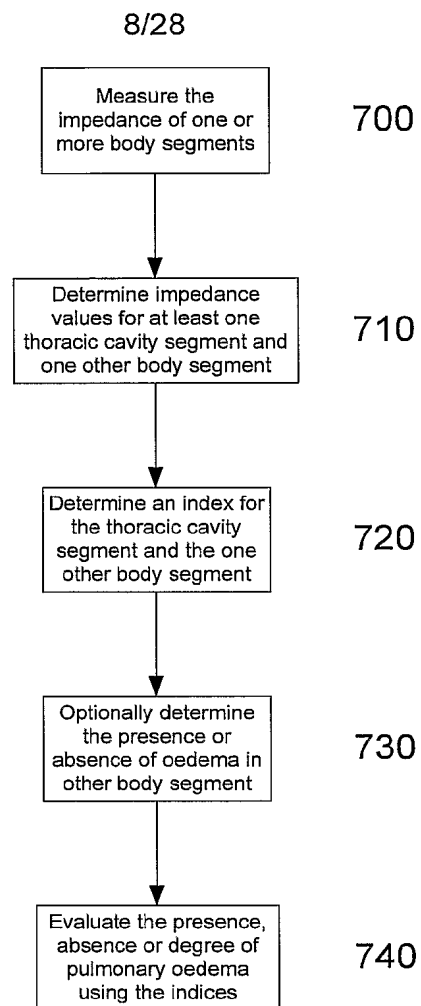 8/28
Measure the
impedance of one or
more body segments
700
Determine impedance
values for at least one
thoracic cavity segment and
one other body segment
710
Determine an index for
the thoracic cavity
segment and the one
other body segment
720
Optionally determine
the presence or
absence of oedema in
other body segment
730
Evaluate the presence,
absence or degree of
pulmonary oedema
using the indices
740